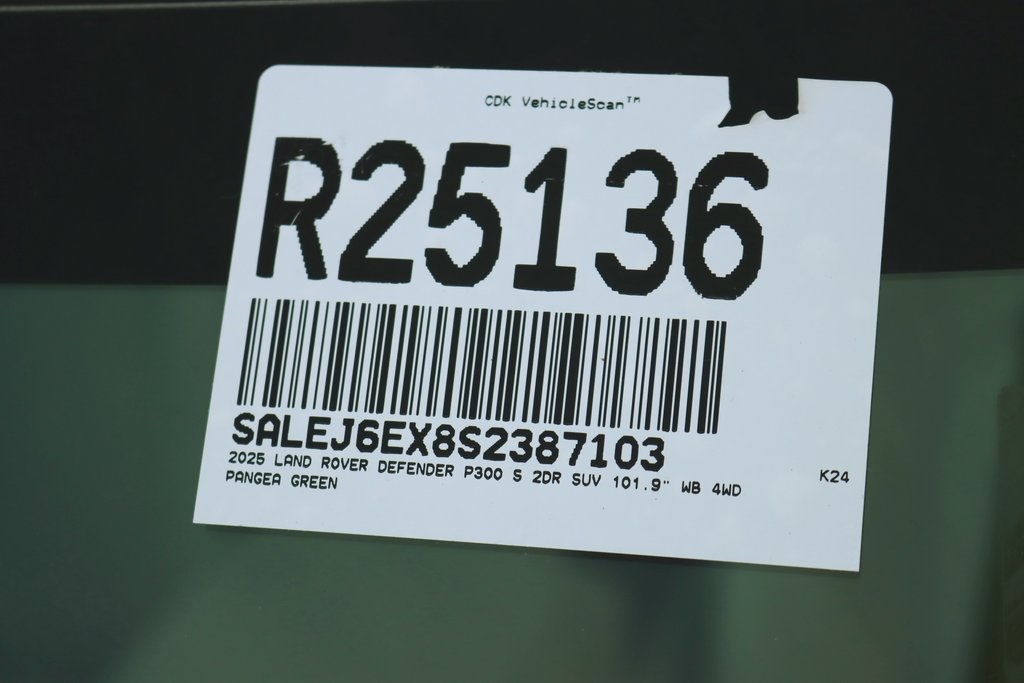 CDK VehicleScan™
R25136
SALEJ6EX8S2387103
2025 LAND ROVER DEFENDER P300 S 2DR SUV 101.9" WB 4WD
PANGEA GREEN
K24